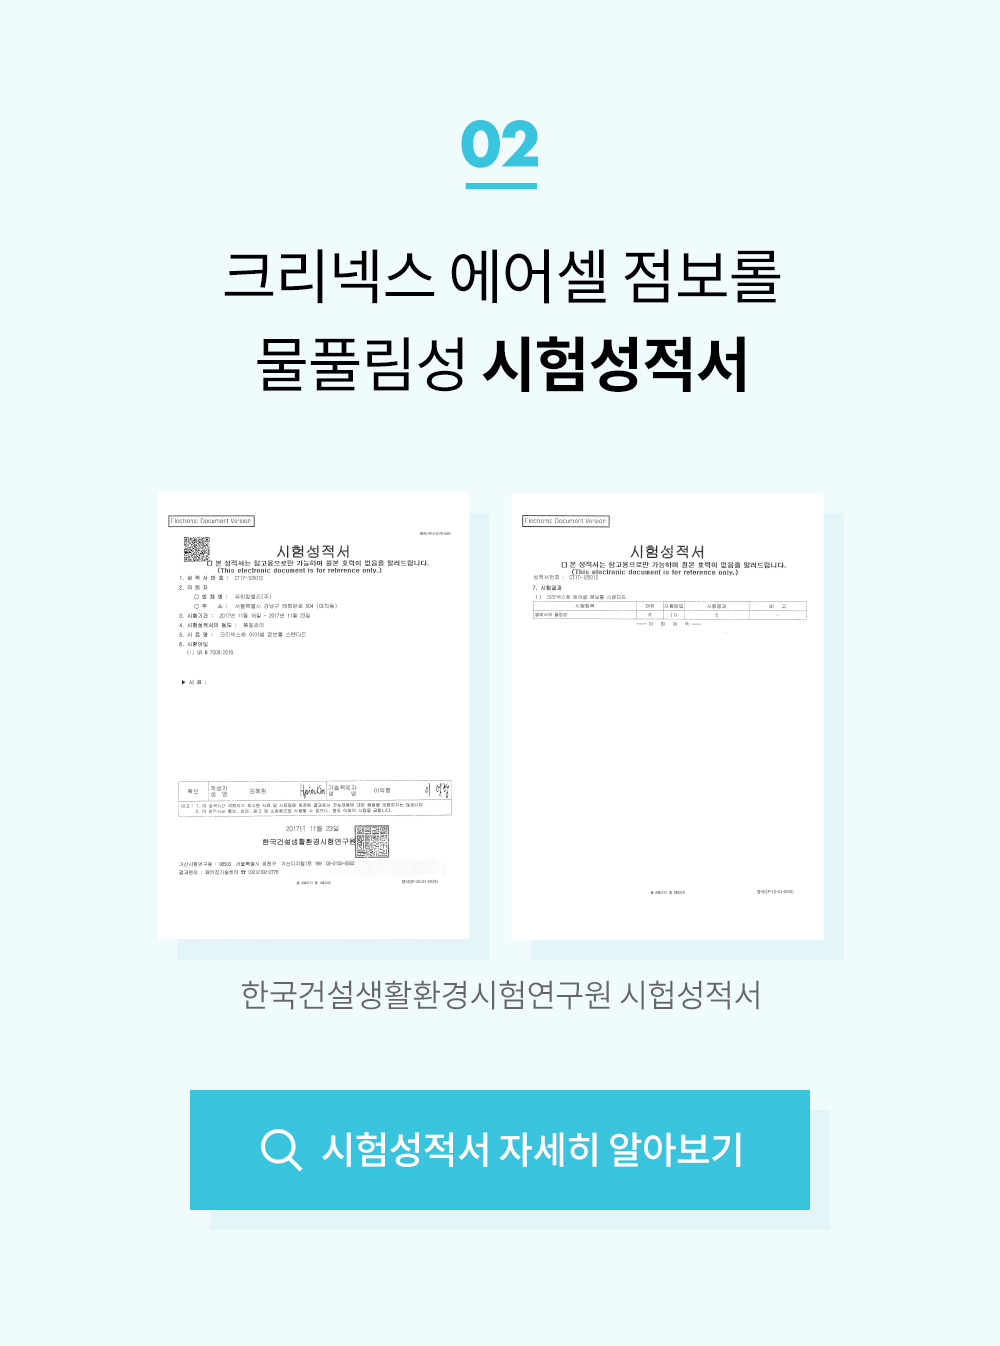 02
크리넥스 에어셀 점보롤
물풀림성 시험성적서
Electronic Document Version
시험성적서
본 성적서는 참고용으로만 가능하며 원본 효력이 없음을 알려드립니다.
(This electronic document is for reference only.)
1. 성 적 서 번 호 : CT17-125012
2. 의 뢰 자
○ 업 체 명 : 유한킴벌리(주)
○ 주 소 : 서울특별시 강남구 테헤란로 504 (대치동)
3. 시험기간 : 2017년 11월 16일 ~ 2017년 11월 23일
4. 시험성적서의 용도 : 품질관리
5. 시 료 명 : 크리넥스® 에어셀 점보롤 스탠다드
6. 시험방법
▶ 시 료 :
확인
작성자
성 명
기술책임자
성 명
2017년 11월 23일
한국건설생활환경시험연구원
Electronic Document Version
시험성적서
본 성적서는 참고용으로만 가능하며 원본 효력이 없음을 알려드립니다.
(This electronic document is for reference only.)
성적서번호 : CT17-125012
7. 시험결과
1) 크리넥스® 에어셀 점보롤 스탠다드
시험항목 단위 시험방법 시험결과 비 고
물에서의 풀림성
이 하 여 백
한국건설생활환경시험연구원 시헙성적서
시험성적서 자세히 알아보기